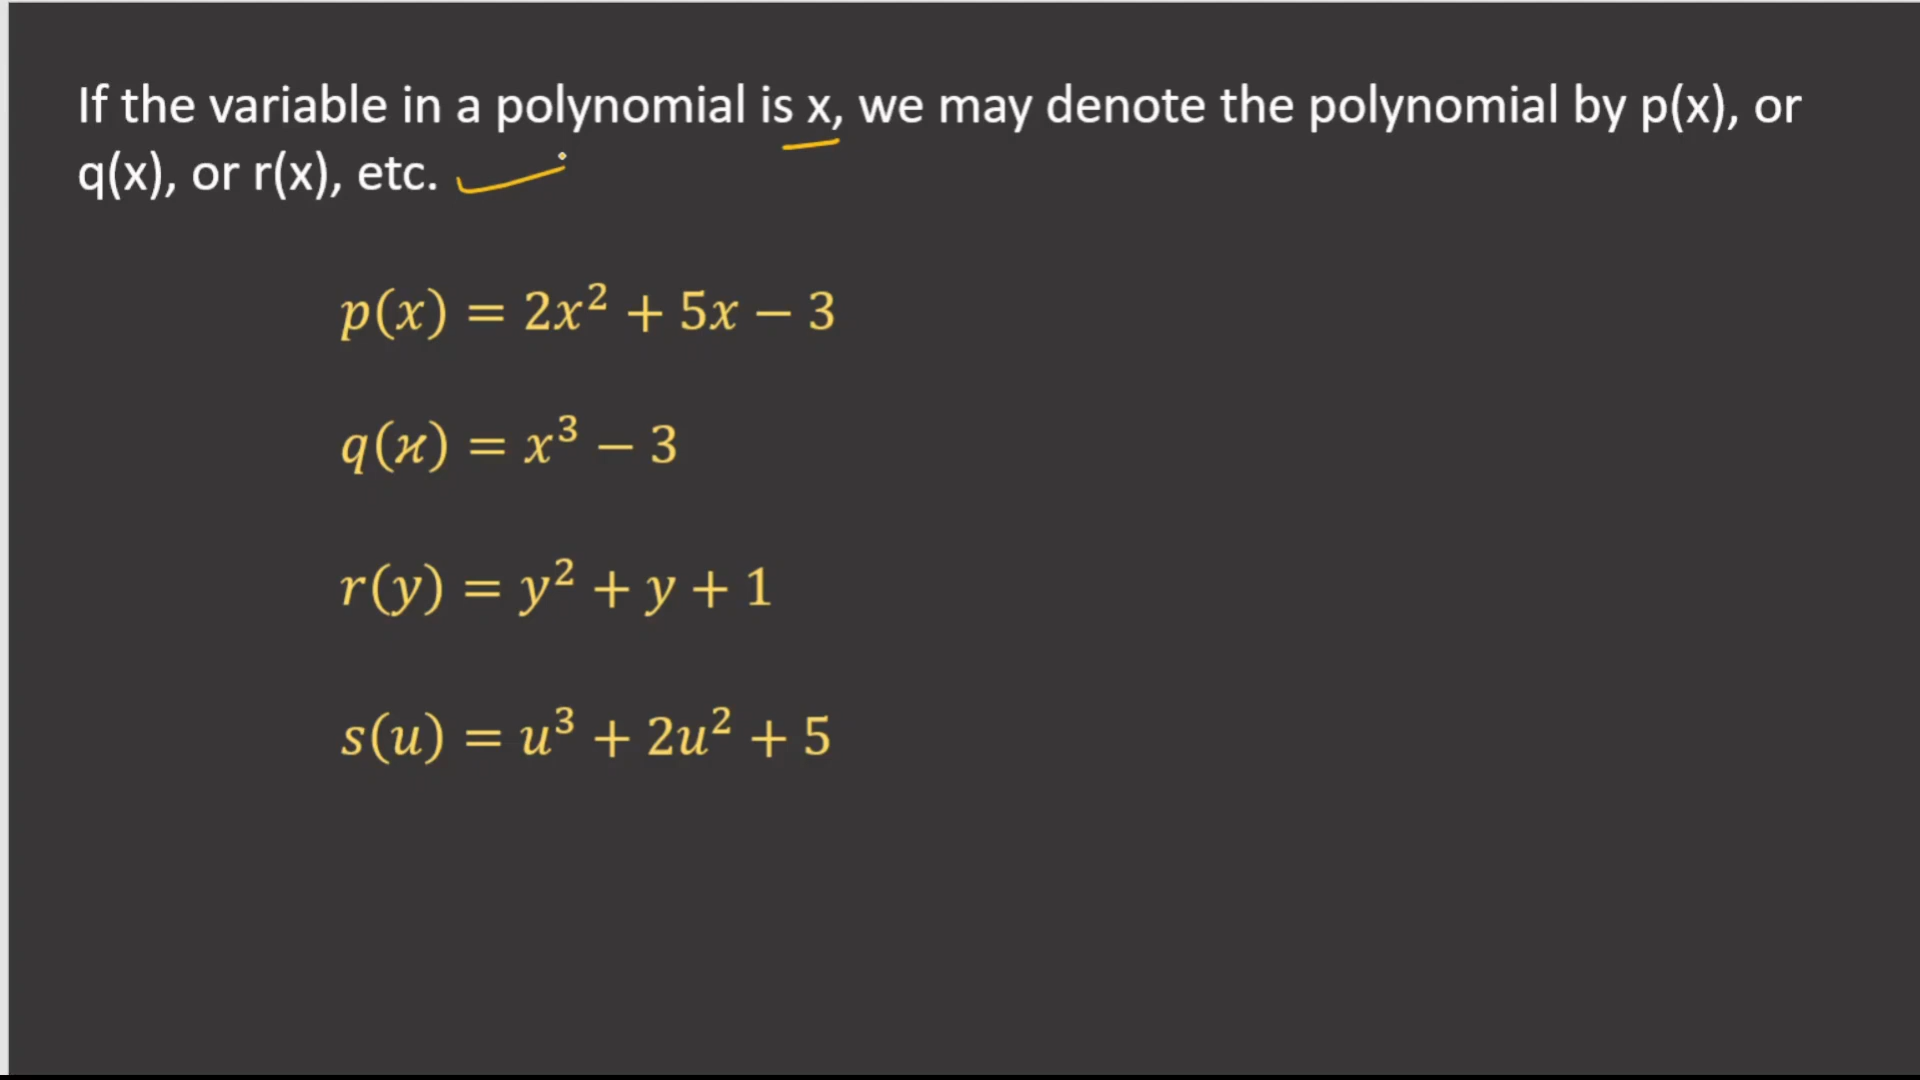 If the variable in a polynomial is x, we may denote the polynomial by p(x), or
q(x), or r(x), etc.
p(x) = 2x² + 5x − 3
q(ϰ) = x³ − 3
r(y) = y² + y + 1
s(u) = u³ + 2u² + 5